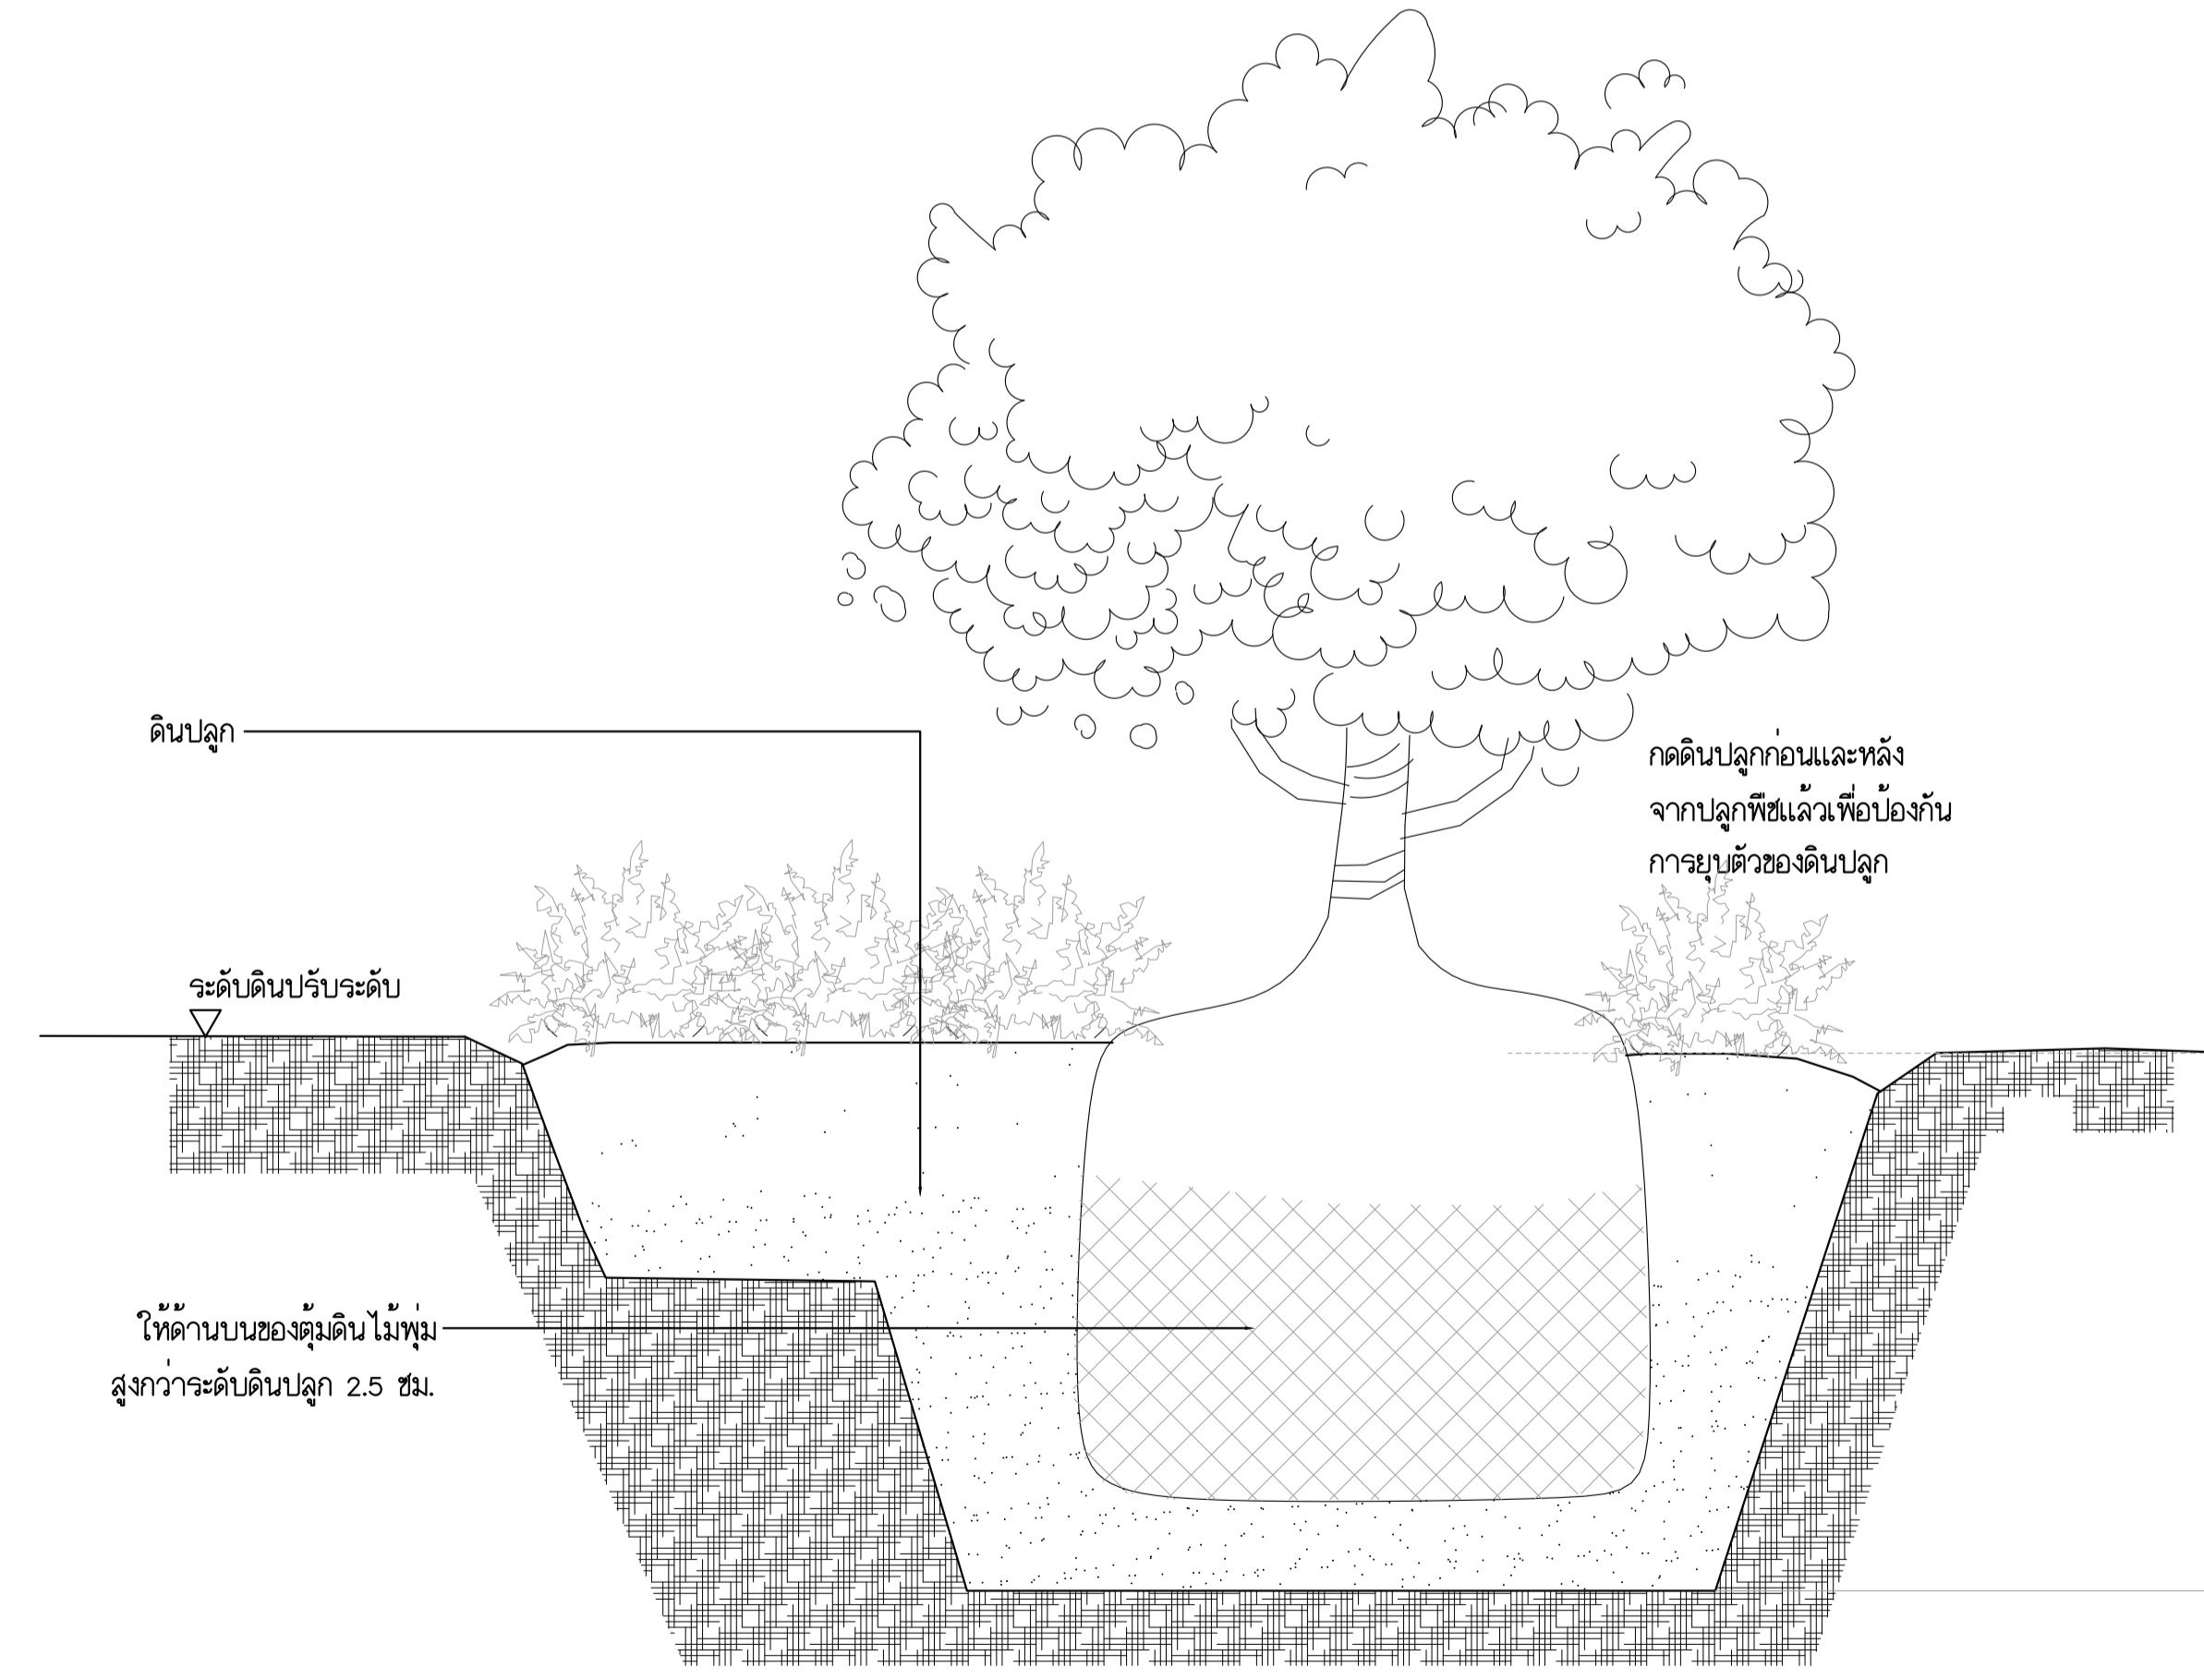 ดินปลูก
กดดินปลูกก่อนและหลัง
จากปลูกพืชแล้วเพื่อป้องกัน
การยุบตัวของดินปลูก
ระดับดินปรับระดับ
ให้ด้านบนของตุ้มดินไม้พุ่ม
สูงกว่าระดับดินปลูก 2.5 ซม.